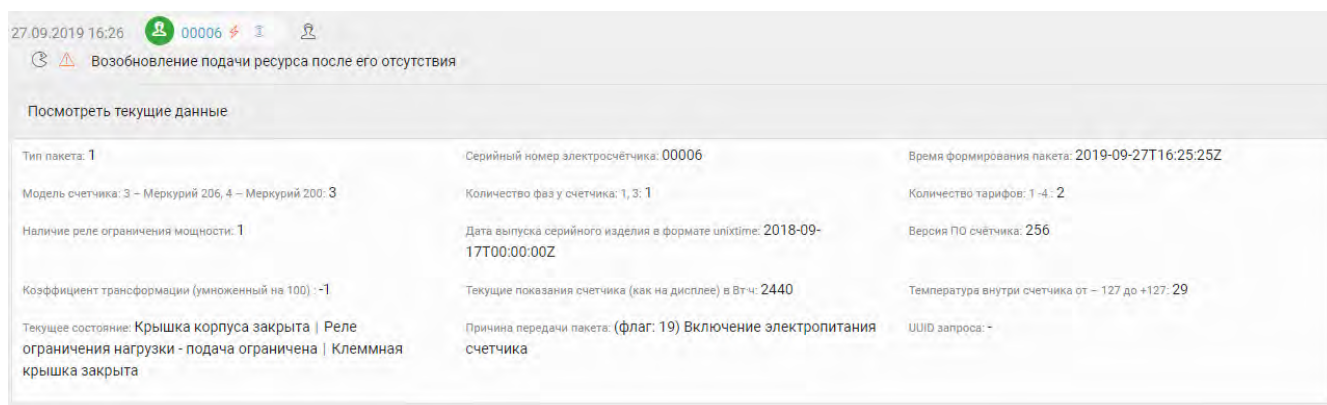 27.09.2019 16:26 00006
Возобновление подачи ресурса после его отсутствия
Посмотреть текущие данные
Тип пакета: 1 Серийный номер электросчётчика: 00006 Время формирования пакета: 2019-09-27T16:25:25Z
Модель счетчика: 3 – Меркурий 206, 4 – Меркурий 200: 3 Количество фаз у счетчика: 1, 3: 1 Количество тарифов: 1 -4 : 2
Наличие реле ограничения мощности: 1 Дата выпуска серийного изделия в формате unixtime: 2018-09-
17T00:00:00Z Версия ПО счётчика: 256
Коэффициент трансформации (умноженный на 100) : -1 Текущие показания счетчика (как на дисплее) в Вт·ч: 2440 Температура внутри счетчика от – 127 до +127: 29
Текущее состояние: Крышка корпуса закрыта | Реле
ограничения нагрузки - подача ограничена | Клеммная
крышка закрыта
Причина передачи пакета: (флаг: 19) Включение электропитания
счетчика
UUID запроса: -